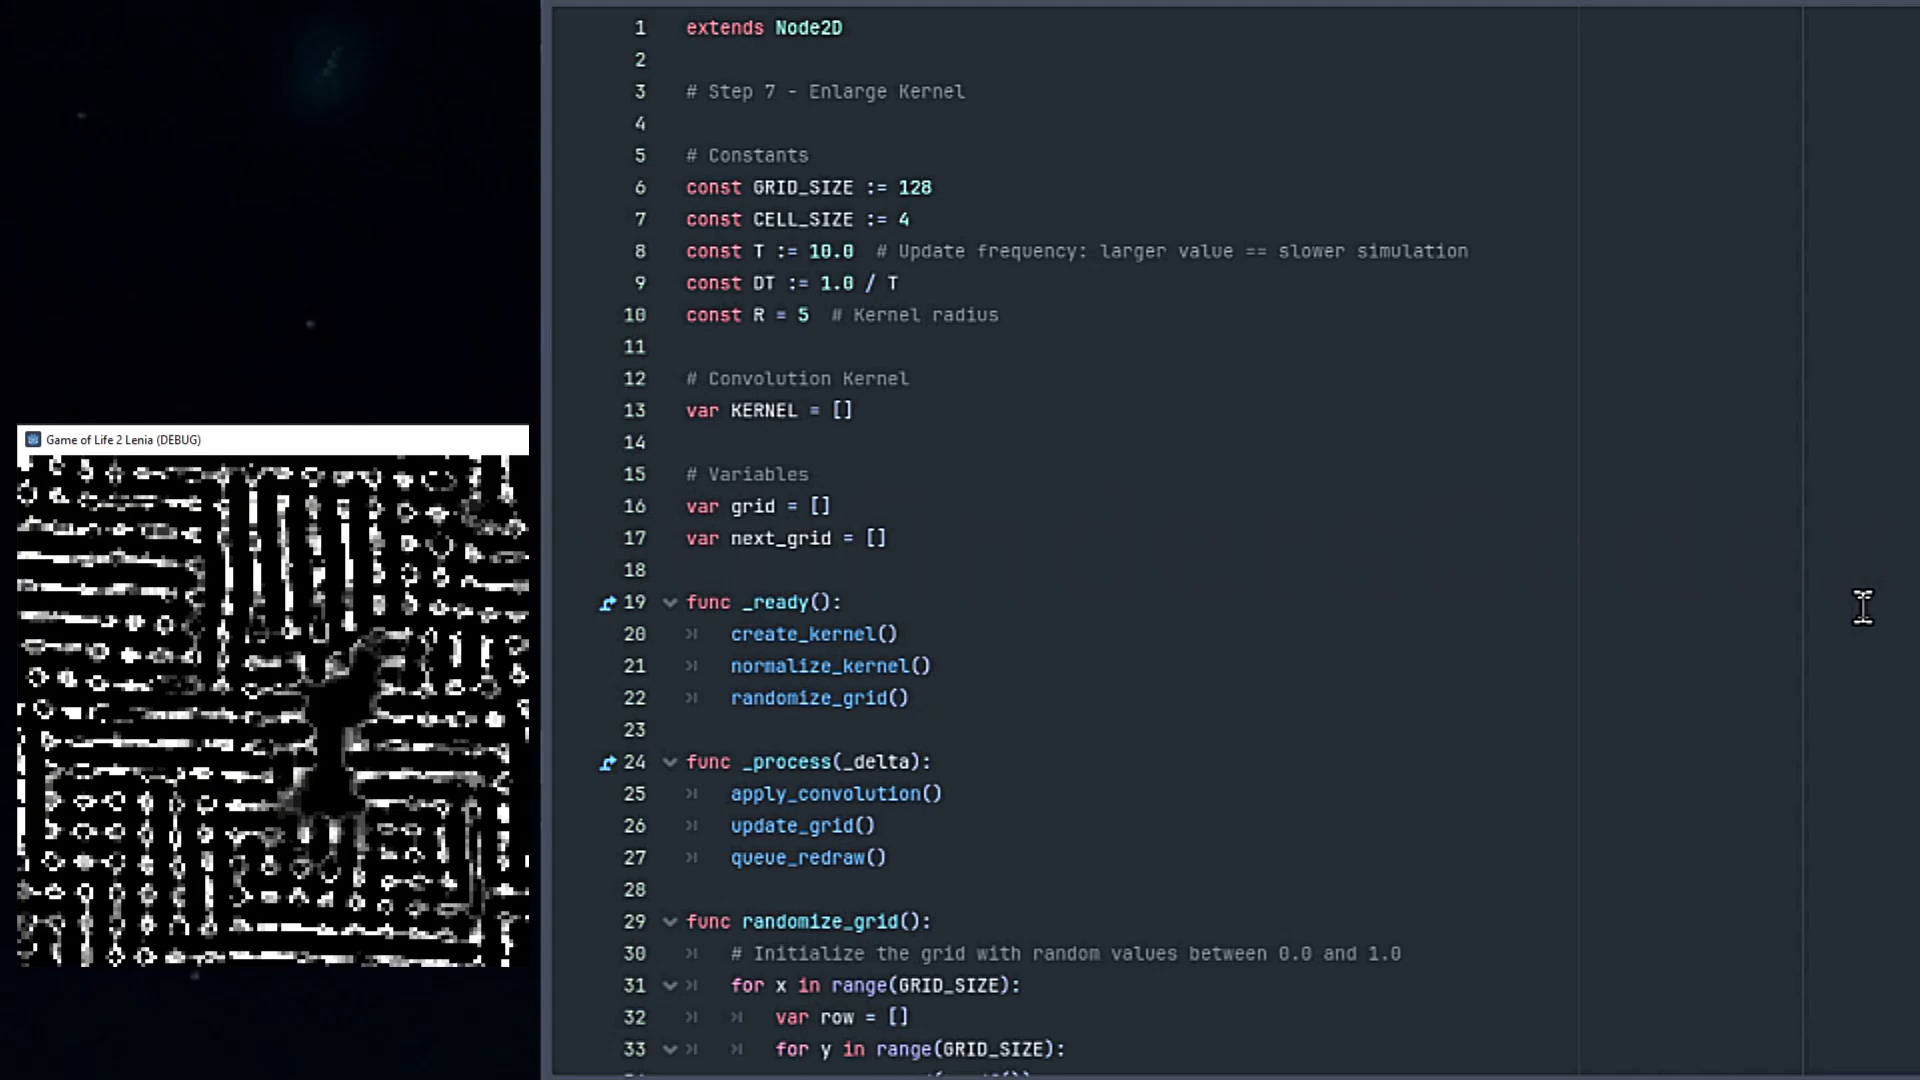 Game of Life 2 Lenia (DEBUG)
1 extends Node2D
2
3 # Step 7 - Enlarge Kernel
4
5 # Constants
6 const GRID_SIZE := 128
7 const CELL_SIZE := 4
8 const T := 10.0  # Update frequency: larger value == slower simulation
9 const DT := 1.0 / T
10 const R = 5  # Kernel radius
11
12 # Convolution Kernel
13 var KERNEL = []
14
15 # Variables
16 var grid = []
17 var next_grid = []
18
19 func _ready():
20 create_kernel()
21 normalize_kernel()
22 randomize_grid()
23
24 func _process(_delta):
25 apply_convolution()
26 update_grid()
27 queue_redraw()
28
29 func randomize_grid():
30 # Initialize the grid with random values between 0.0 and 1.0
31 for x in range(GRID_SIZE):
32 var row = []
33 for y in range(GRID_SIZE):